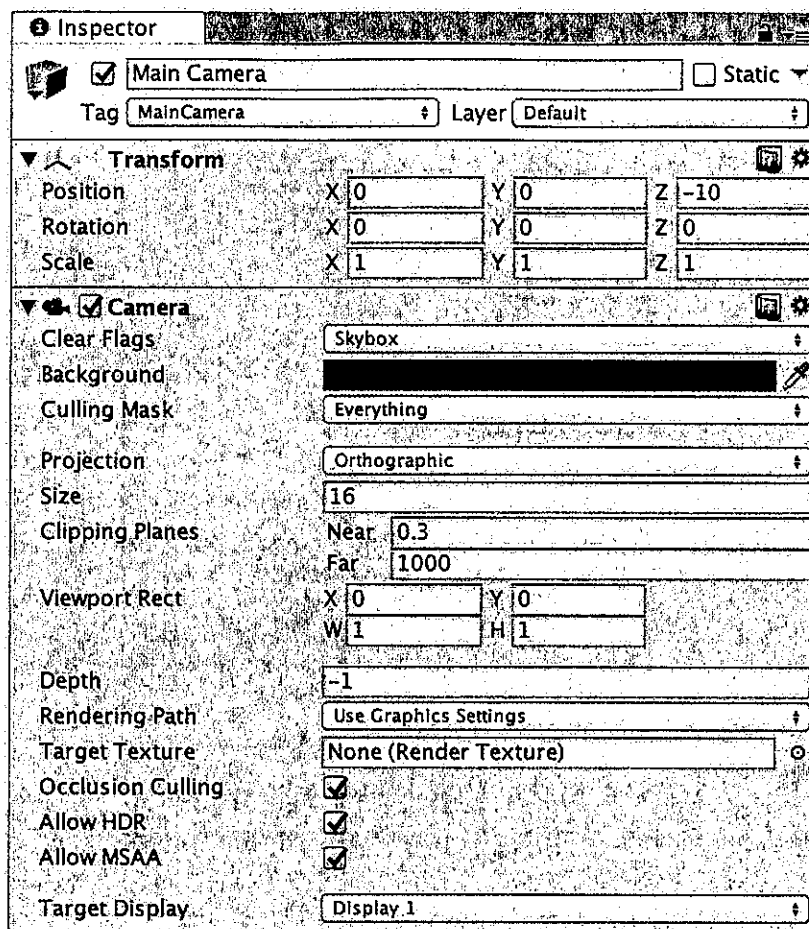 Inspector
Main Camera Static
Tag MainCamera Layer Default
Transform
Position X 0 Y 0 Z -10
Rotation X 0 Y 0 Z 0
Scale X 1 Y 1 Z 1
Camera
Clear Flags Skybox
Background
Culling Mask Everything
Projection Orthographic
Size 16
Clipping Planes Near 0.3
Far 1000
Viewport Rect X 0 Y 0
W 1 H 1
Depth -1
Rendering Path Use Graphics Settings
Target Texture None (Render Texture)
Occlusion Culling
Allow HDR
Allow MSAA
Target Display Display 1